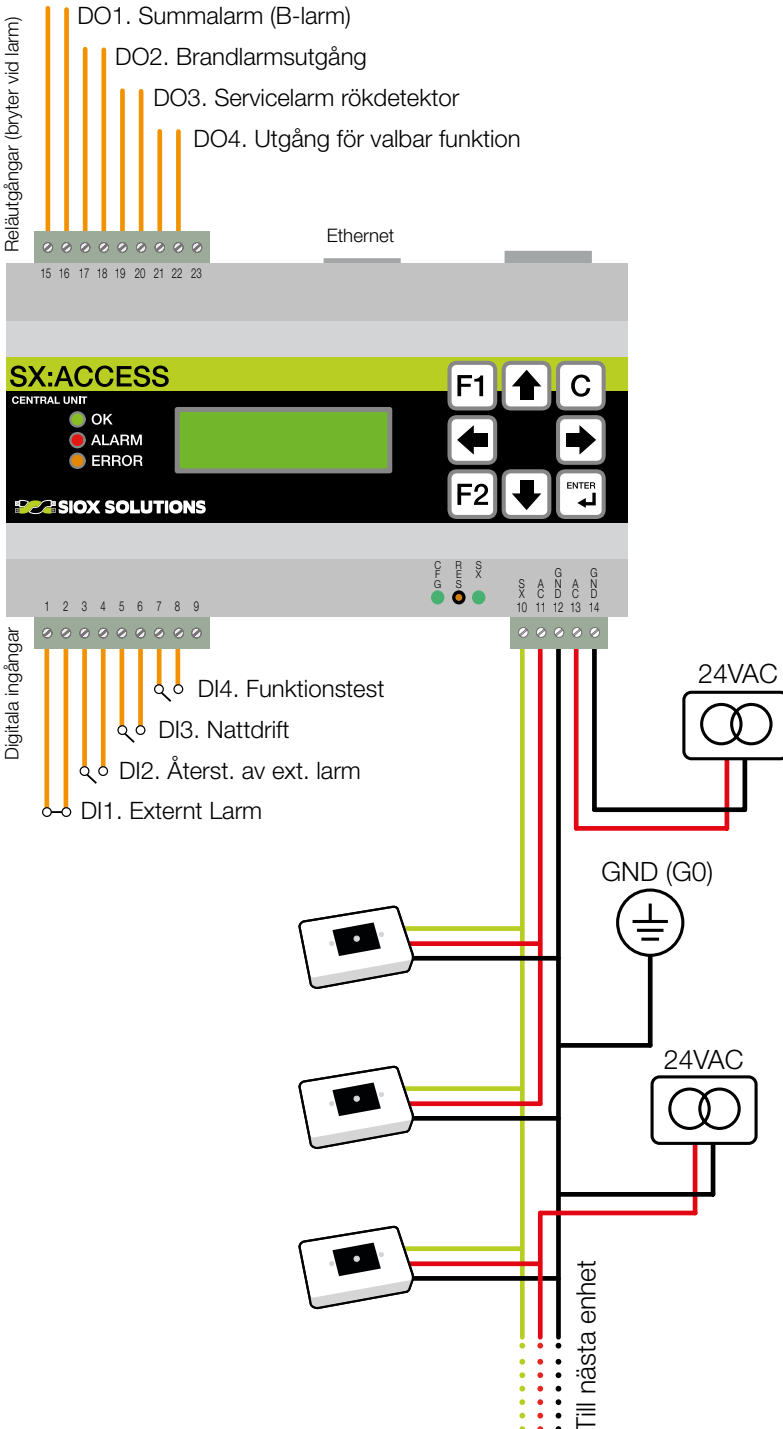 Reläutgångar (bryter vid larm)
DO1. Summalarm (B-larm)
DO2. Brandlarmsutgång
DO3. Servicelarm rökdetektor
DO4. Utgång för valbar funktion
Ethernet
15 16 17 18 19 20 21 22 23
SX:ACCESS
CENTRAL UNIT
OK
ALARM
ERROR
SIOX SOLUTIONS
F1
C
F2
ENTER
CFG
RES
SX
SX
AC
GND
AC
GND
1 2 3 4 5 6 7 8 9
10 11 12 13 14
Digitala ingångar
DI4. Funktionstest
DI3. Nattdrift
DI2. Återst. av ext. larm
DI1. Externt Larm
24VAC
GND (G0)
24VAC
Till nästa enhet